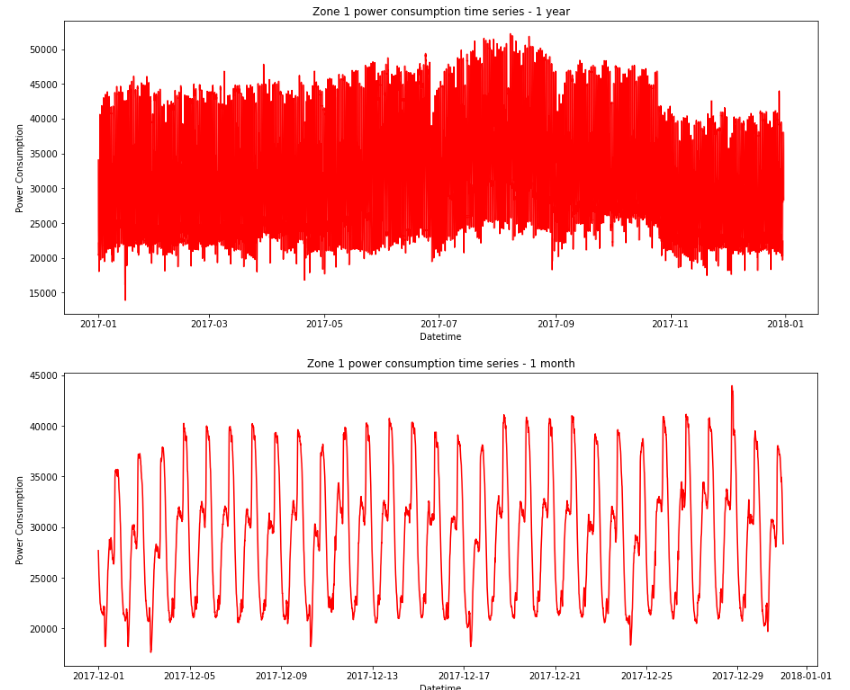 Zone 1 power consumption time series - 1 year
50000
45000
40000
35000
30000
25000
20000
15000
Power Consumption
2017-01 2017-03 2017-05 2017-07 2017-09 2017-11 2018-01
Datetime
Zone 1 power consumption time series - 1 month
45000
40000
35000
30000
25000
20000
Power Consumption
2017-12-01 2017-12-05 2017-12-09 2017-12-13 2017-12-17 2017-12-21 2017-12-25 2017-12-29 2018-01-01
Datetime